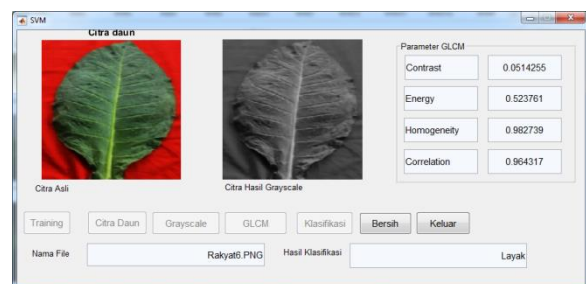 SVM
Citra daun
Citra Asli
Citra Hasil Grayscale
Parameter GLCM
Contrast 0.0514255
Energy 0.523761
Homogeneity 0.982739
Correlation 0.964317
Training Citra Daun Grayscale GLCM Klasifikasi Bersih Keluar
Nama File Rakyat6.PNG Hasil Klasifikasi Layak